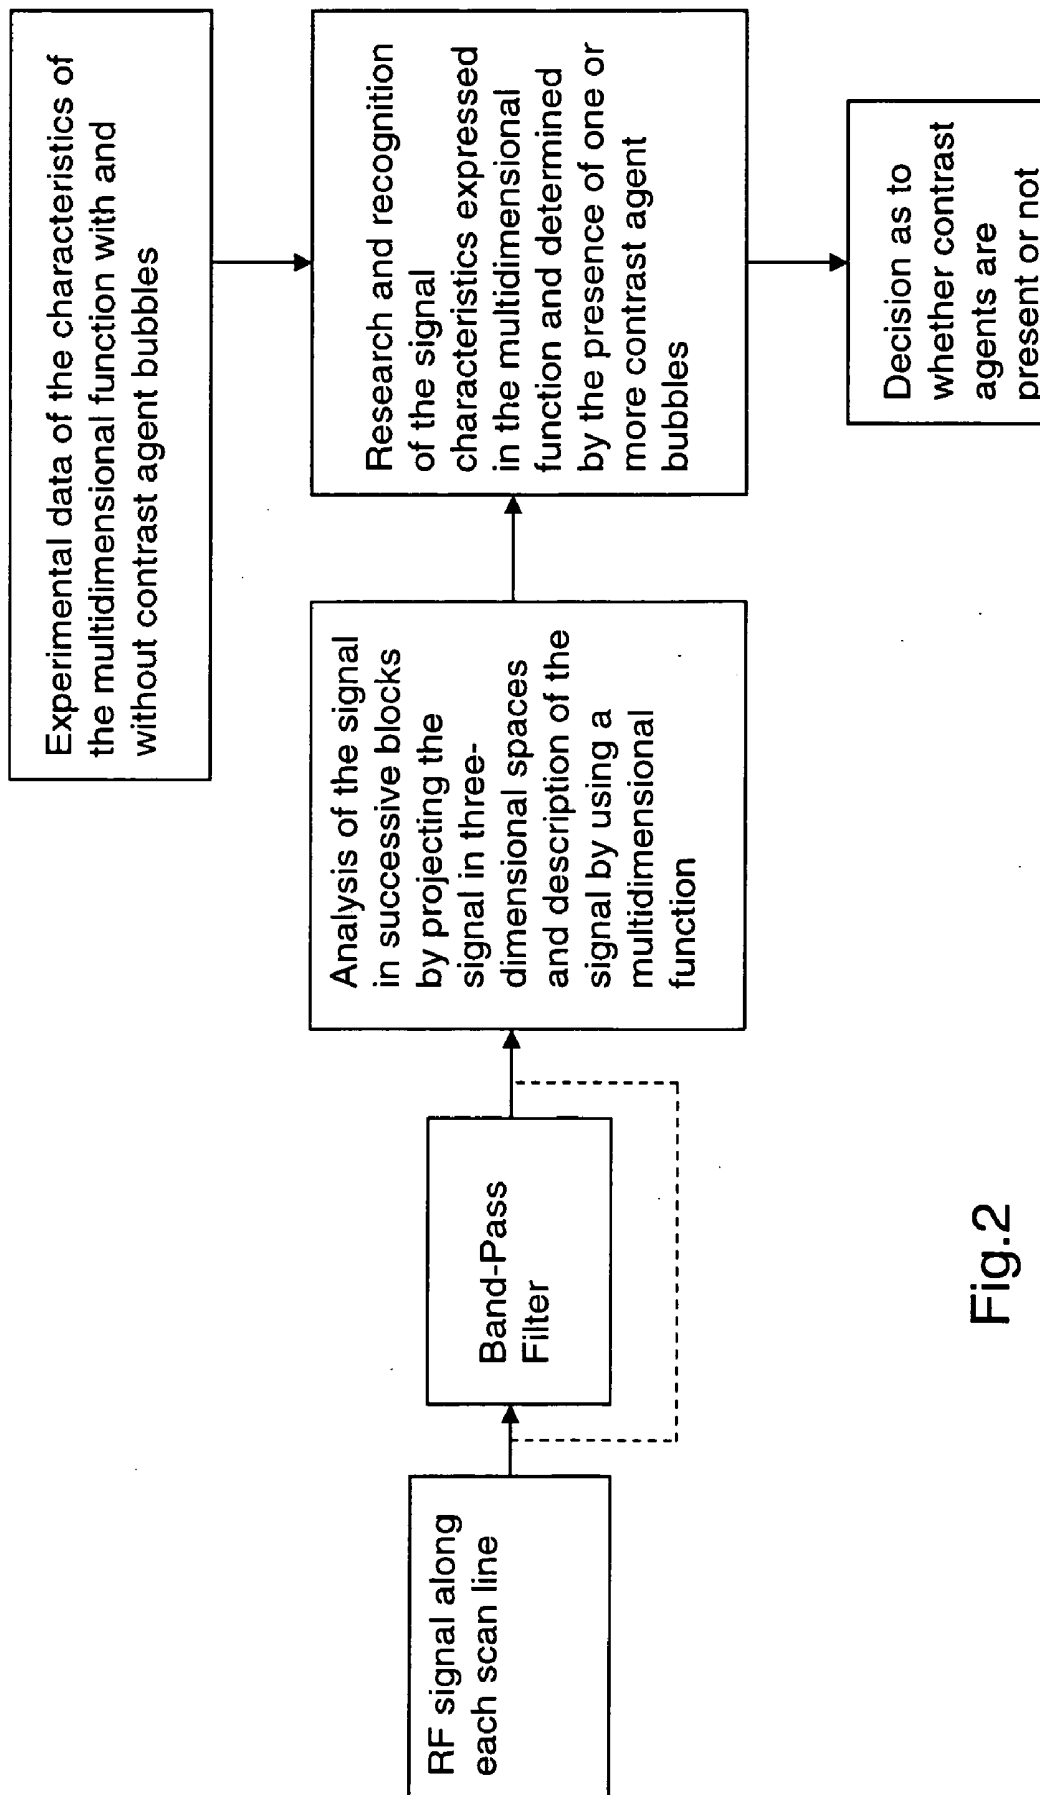 Experimental data of the characteristics of
the multidimensional function with and
without contrast agent bubbles
RF signal along
each scan line
Band-Pass
Filter
Analysis of the signal
in successive blocks
by projecting the
signal in three-
dimensional spaces
and description of the
signal by using a
multidimensional
function
Research and recognition
of the signal
characteristics expressed
in the multidimensional
function and determined
by the presence of one or
more contrast agent
bubbles
Decision as to
whether contrast
agents are
present or not
Fig.2